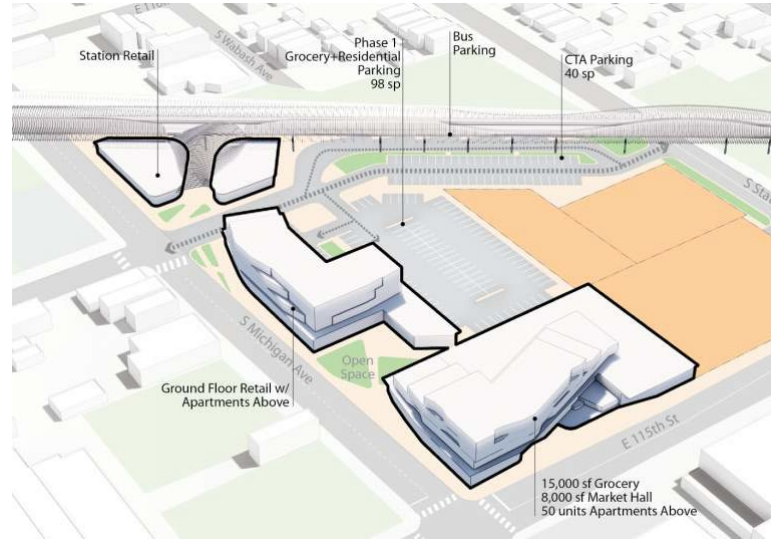 S Wabash Ave
Station Retail
Phase 1
Grocery+Residential
Parking
98 sp
Bus
Parking
CTA Parking
40 sp
S Michigan Ave
Open
Space
Ground Floor Retail w/
Apartments Above
E 115th St
15,000 sf Grocery
8,000 sf Market Hall
50 units Apartments Above